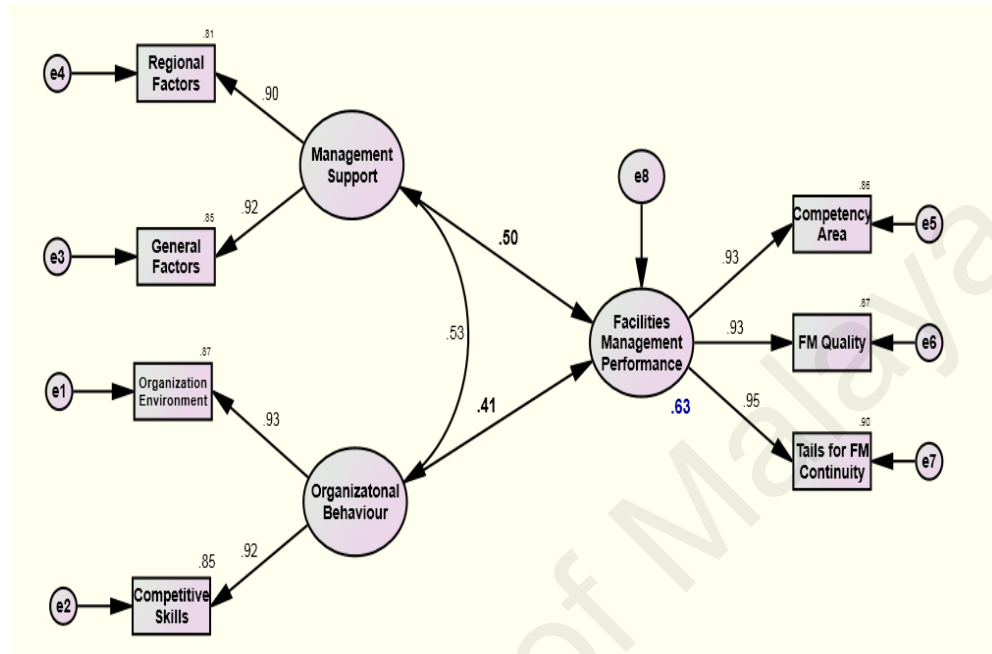 .81
e4
Regional
Factors
.90
Management
Support
e8
.92
.86
.85
Competency
Area
e5
General
Factors
e3
.50
.93
.87
Facilities
Management
Performance
.93
FM Quality
e6
.53
.87
Organization
Environment
e1
.63
.95
.41
.90
.93
Tails for FM
Continuity
e7
Organizatonal
Behaviour
.92
.85
Competitive
Skills
e2
of Malaya